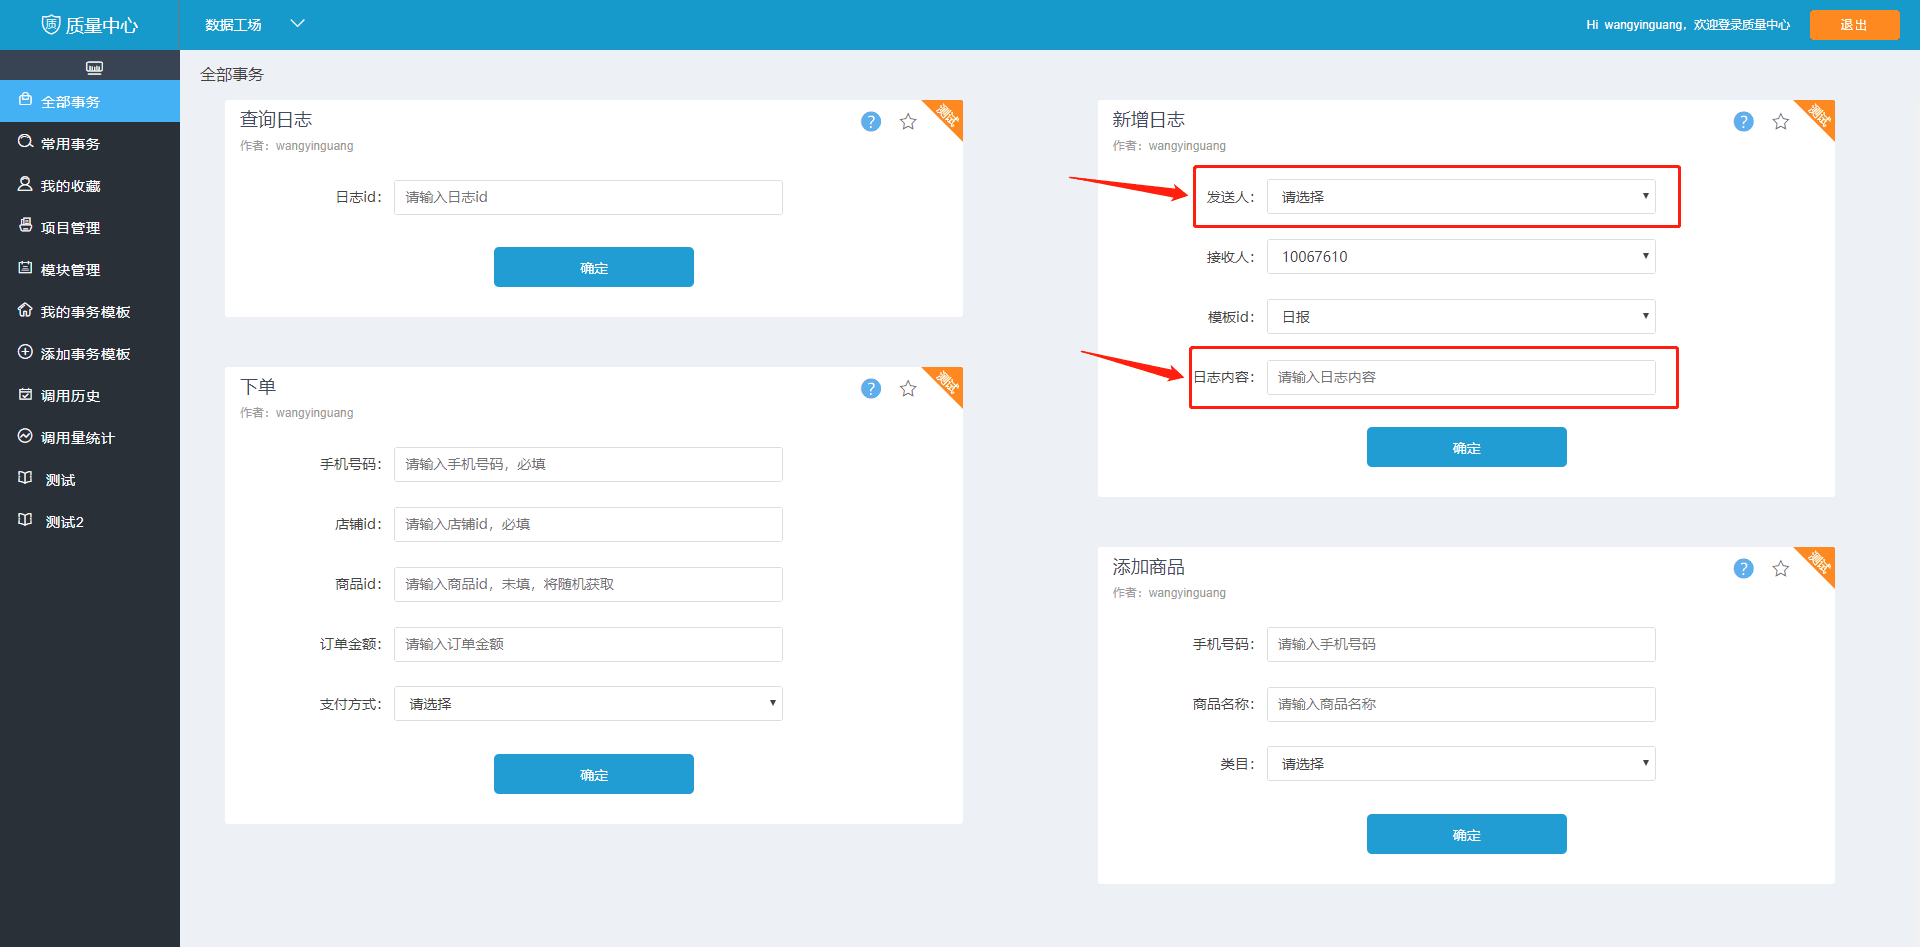 质量中心
数据工场
Hi wangyinguang，欢迎登录质量中心
退出
全部事务
常用事务
我的收藏
项目管理
模块管理
我的事务模板
添加事务模板
调用历史
调用量统计
测试
测试2
全部事务
查询日志
?
测试
作者：wangyinguang
日志id：
请输入日志id
确定
下单
?
测试
作者：wangyinguang
手机号码：
请输入手机号码，必填
店铺id：
请输入店铺id，必填
商品id：
请输入商品id，未填，将随机获取
订单金额：
请输入订单金额
支付方式：
请选择
确定
新增日志
?
测试
作者：wangyinguang
发送人：
请选择
接收人：
10067610
模板id：
日报
日志内容：
请输入日志内容
确定
添加商品
?
测试
作者：wangyinguang
手机号码：
请输入手机号码
商品名称：
请输入商品名称
类目：
请选择
确定